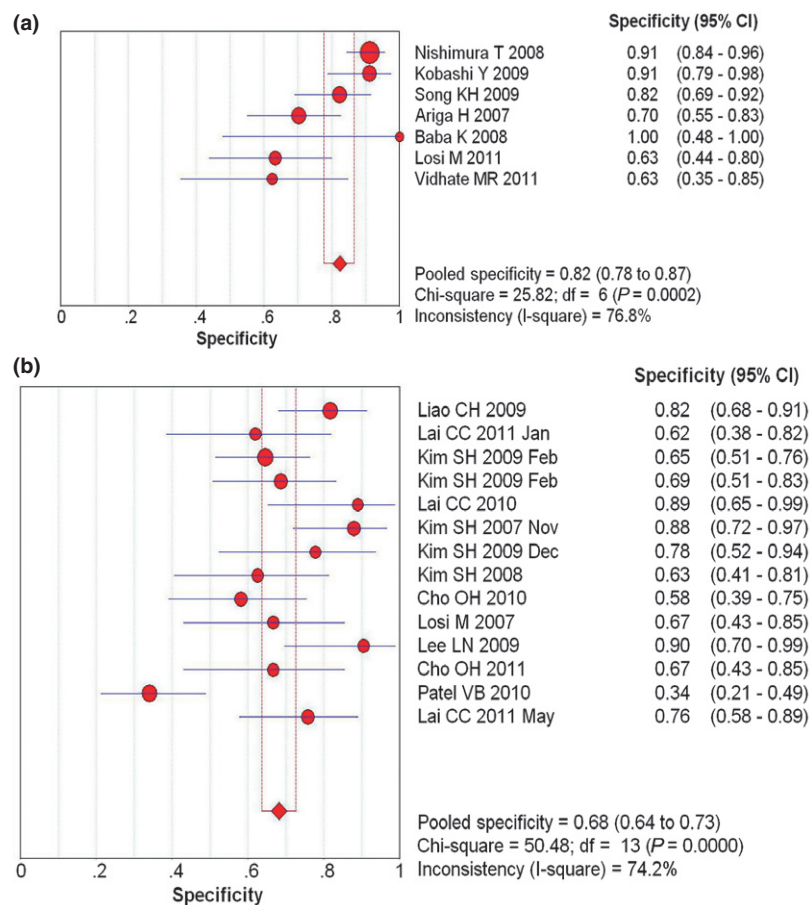 (a)
Specificity (95% CI)
Nishimura T 2008 0.91 (0.84 - 0.96)
Kobashi Y 2009 0.91 (0.79 - 0.98)
Song KH 2009 0.82 (0.69 - 0.92)
Ariga H 2007 0.70 (0.55 - 0.83)
Baba K 2008 1.00 (0.48 - 1.00)
Losi M 2011 0.63 (0.44 - 0.80)
Vidhate MR 2011 0.63 (0.35 - 0.85)
Pooled specificity = 0.82 (0.78 to 0.87)
Chi-square = 25.82; df = 6 (P = 0.0002)
Inconsistency (I-square) = 76.8%
0 .2 .4 .6 .8 1
Specificity
(b)
Specificity (95% CI)
Liao CH 2009 0.82 (0.68 - 0.91)
Lai CC 2011 Jan 0.62 (0.38 - 0.82)
Kim SH 2009 Feb 0.65 (0.51 - 0.76)
Kim SH 2009 Feb 0.69 (0.51 - 0.83)
Lai CC 2010 0.89 (0.65 - 0.99)
Kim SH 2007 Nov 0.88 (0.72 - 0.97)
Kim SH 2009 Dec 0.78 (0.52 - 0.94)
Kim SH 2008 0.63 (0.41 - 0.81)
Cho OH 2010 0.58 (0.39 - 0.75)
Losi M 2007 0.67 (0.43 - 0.85)
Lee LN 2009 0.90 (0.70 - 0.99)
Cho OH 2011 0.67 (0.43 - 0.85)
Patel VB 2010 0.34 (0.21 - 0.49)
Lai CC 2011 May 0.76 (0.58 - 0.89)
Pooled specificity = 0.68 (0.64 to 0.73)
Chi-square = 50.48; df = 13 (P = 0.0000)
Inconsistency (I-square) = 74.2%
0 .2 .4 .6 .8 1
Specificity